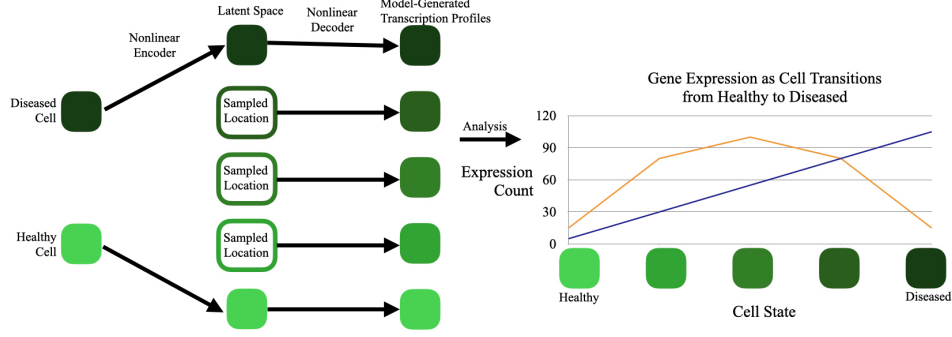 Latent Space
Nonlinear
Encoder
Nonlinear
Decoder
Model-Generated
Transcription Profiles
Diseased
Cell
Sampled
Location
Sampled
Location
Sampled
Location
Healthy
Cell
Analysis
Gene Expression as Cell Transitions
from Healthy to Diseased
Expression
Count
120
90
60
30
0
Healthy
Diseased
Cell State